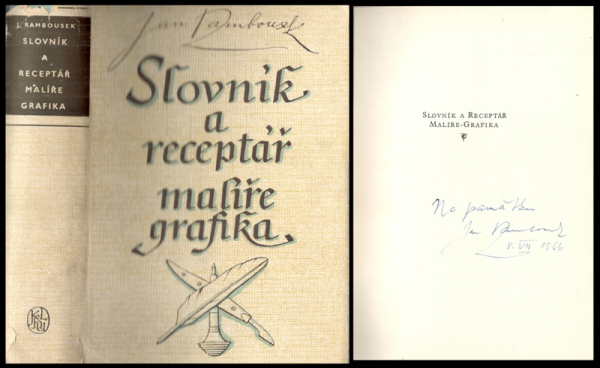 J. RAMBOUSEK
SLOVNÍK
A
RECEPTÁŘ
MALÍŘE
GRAFIKA
Jan Rambousek
Slovník
a
receptář
malíře
grafika
SLOVNÍK A RECEPTÁŘ
MALÍŘE-GRAFIKA
Na památku
Jan Rambousek
8. VII 1966